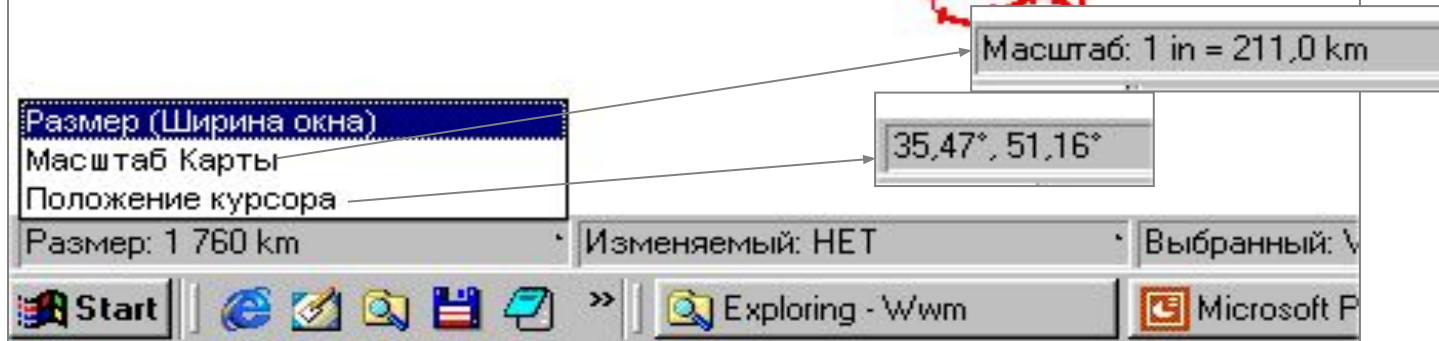 Масштаб: 1 in = 211,0 km
Размер (Ширина окна)
Масштаб Карты
35,47°, 51,16°
Положение курсора
Размер: 1 760 km
Изменяемый: НЕТ
Выбранный:
Start
»
Exploring - Wwm
Microsoft P